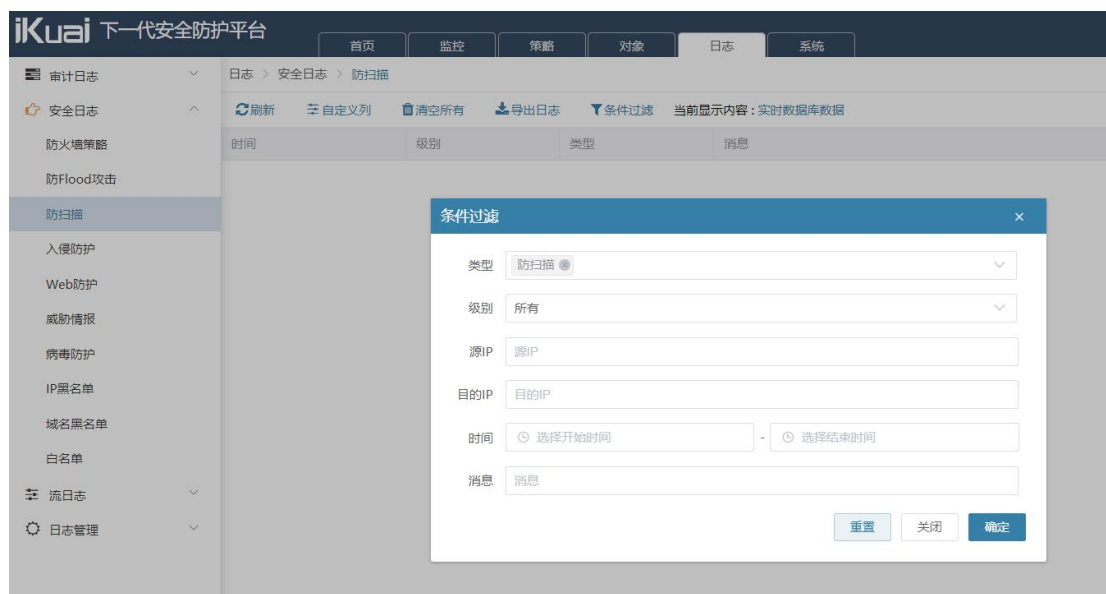 iKuai 下一代安全防护平台
首页 监控 策略 对象 日志 系统
审计日志
安全日志
防火墙策略
防Flood攻击
防扫描
入侵防护
Web防护
威胁情报
病毒防护
IP黑名单
域名黑名单
白名单
流日志
日志管理
日志 > 安全日志 > 防扫描
刷新 自定义列 清空所有 导出日志 条件过滤 当前显示内容:实时数据库数据
时间 级别 类型 消息
条件过滤
类型 防扫描
级别 所有
源IP 源IP
目的IP 目的IP
时间 选择开始时间 - 选择结束时间
消息 消息
重置 关闭 确定